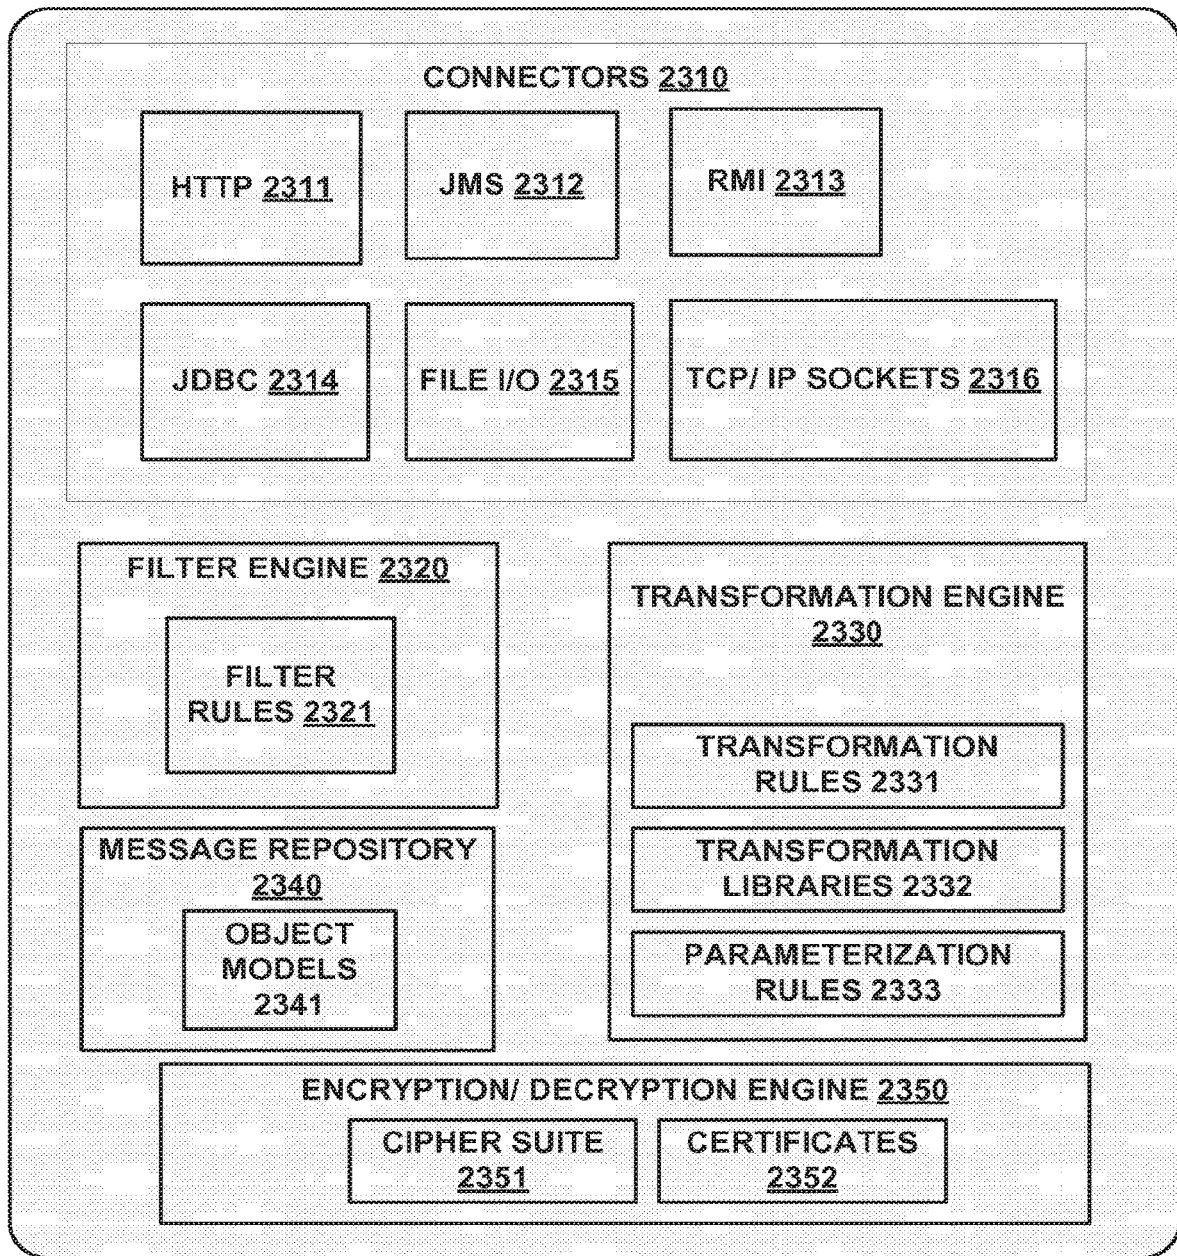 CONNECTORS 2310
HTTP 2311
JMS 2312
RMI 2313
JDBC 2314
FILE I/O 2315
TCP/ IP SOCKETS 2316
FILTER ENGINE 2320
FILTER
RULES 2321
TRANSFORMATION ENGINE
2330
TRANSFORMATION
RULES 2331
TRANSFORMATION
LIBRARIES 2332
PARAMETERIZATION
RULES 2333
MESSAGE REPOSITORY
2340
OBJECT
MODELS
2341
ENCRYPTION/ DECRYPTION ENGINE 2350
CIPHER SUITE
2351
CERTIFICATES
2352